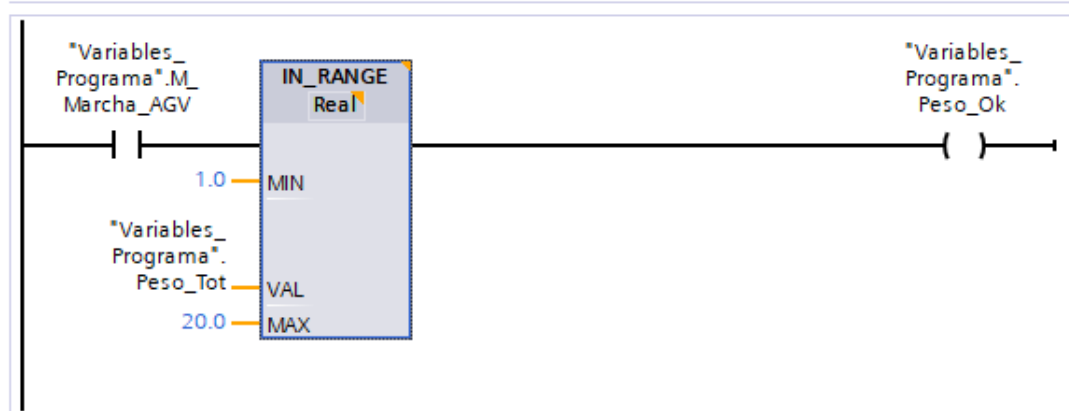 "Variables_
Programa".M_
Marcha_AGV
IN_RANGE
Real
"Variables_
Programa".
Peso_Ok
1.0
MIN
"Variables_
Programa".
Peso_Tot
VAL
20.0
MAX